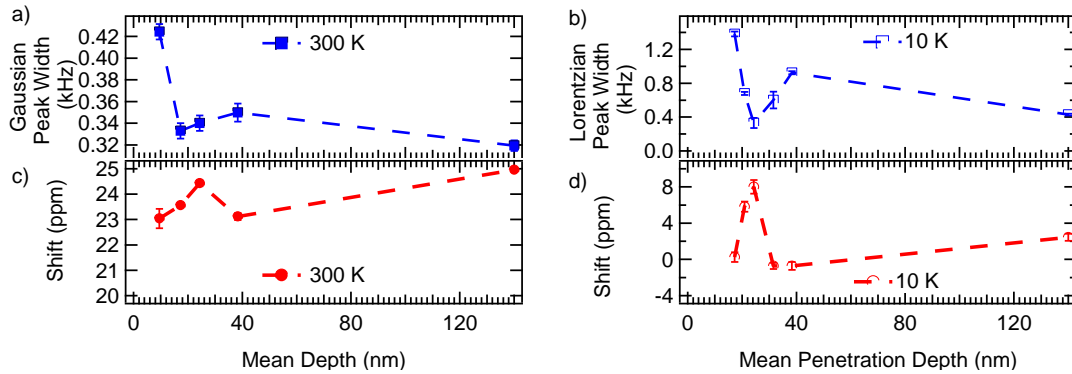 a)
Gaussian
Peak Width
(kHz)
0.42
0.40
0.38
0.36
0.34
0.32
300 K
b)
Lorenzian
Peak Width
(kHz)
1.2
0.8
0.4
0.0
10 K
c)
Shift (ppm)
25
24
23
22
21
20
300 K
0 40 80 120
Mean Depth (nm)
d)
Shift (ppm)
8
4
0
-4
10 K
0 40 80 120
Mean Penetration Depth (nm)